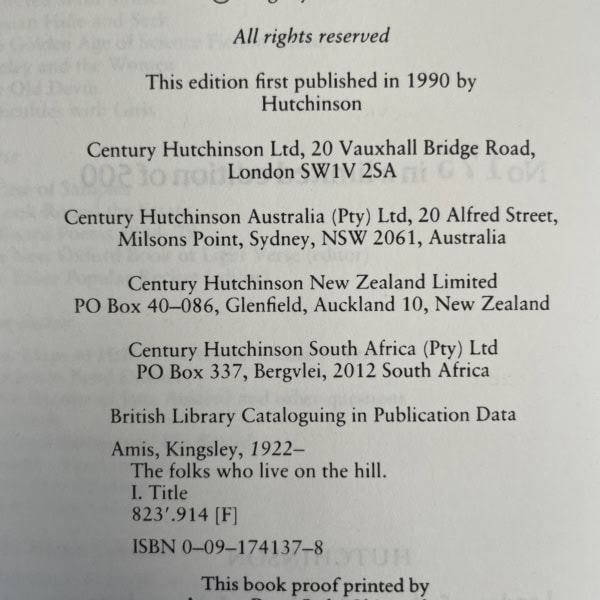 All rights reserved
This edition first published in 1990 by
Hutchinson
Century Hutchinson Ltd, 20 Vauxhall Bridge Road,
London SW1V 2SA
Century Hutchinson Australia (Pty) Ltd, 20 Alfred Street,
Milsons Point, Sydney, NSW 2061, Australia
Century Hutchinson New Zealand Limited
PO Box 40–086, Glenfield, Auckland 10, New Zealand
Century Hutchinson South Africa (Pty) Ltd
PO Box 337, Bergvlei, 2012 South Africa
British Library Cataloguing in Publication Data
Amis, Kingsley, 1922–
The folks who live on the hill.
I. Title
823′.914 [F]
ISBN 0–09–174137–8
This book proof printed by